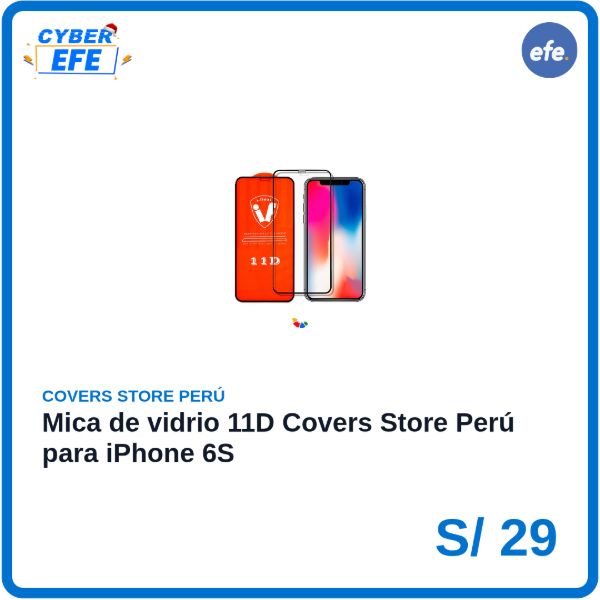 CYBER
EFE
efe.
11D
COVERS STORE PERÚ
Mica de vidrio 11D Covers Store Perú
para iPhone 6S
S/ 29